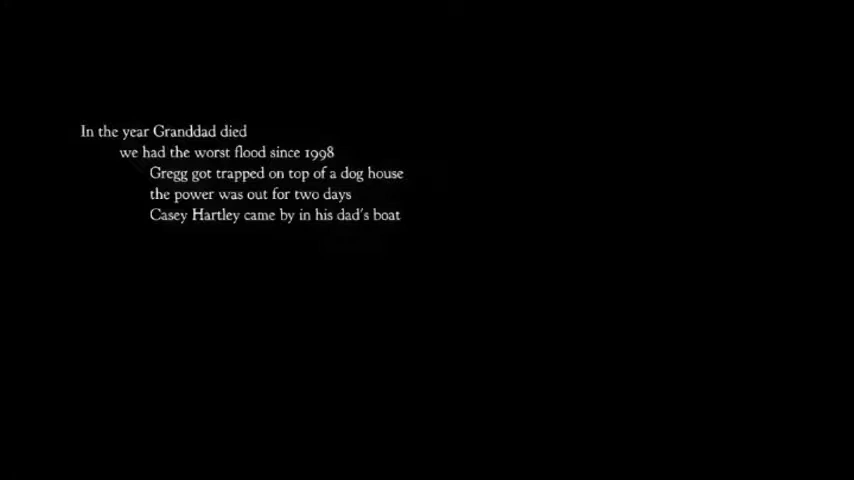 In the year Granddad died
we had the worst flood since 1998
Gregg got trapped on top of a dog house
the power was out for two days
Casey Hartley came by in his dad's boat